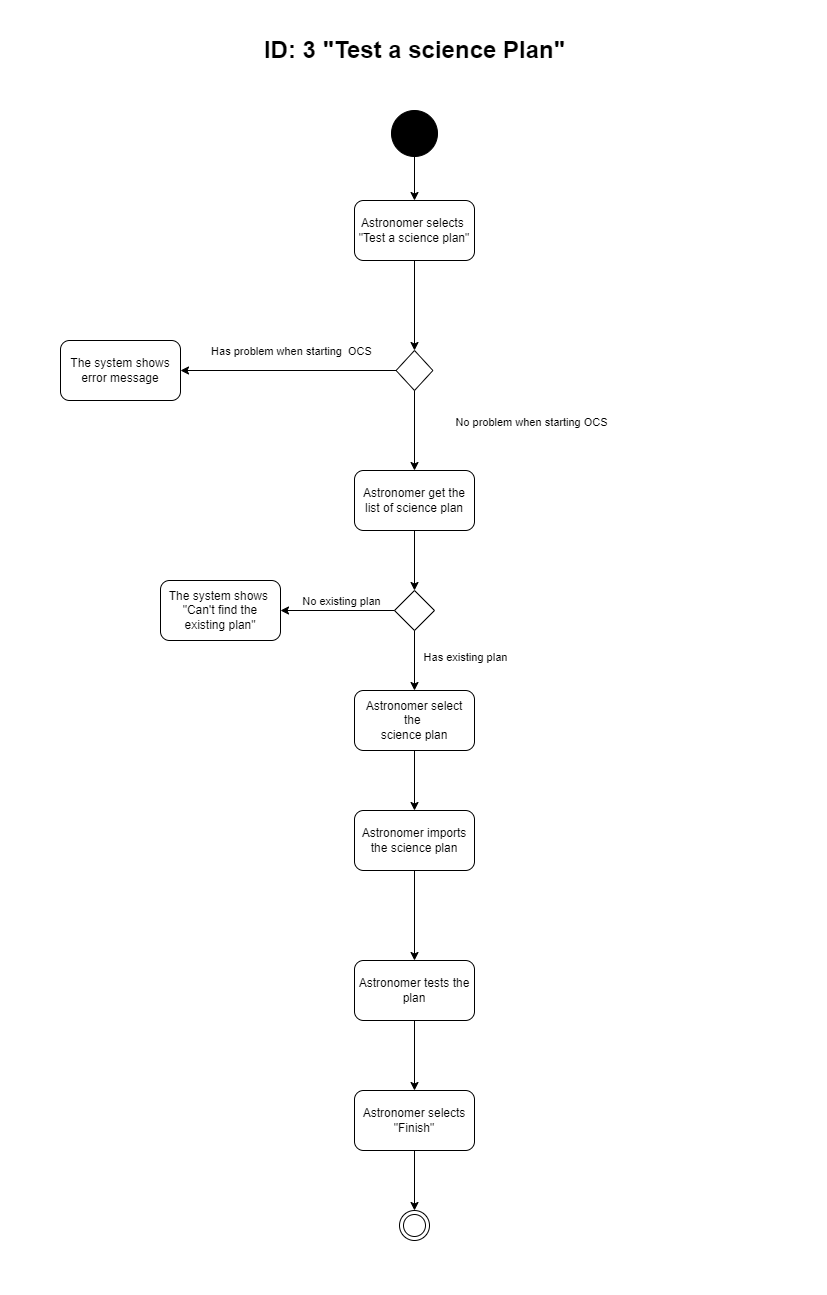 ID: 3 "Test a science Plan"
Astronomer selects
"Test a science plan"
Has problem when starting  OCS
The system shows
error message
No problem when starting OCS
Astronomer get the
list of science plan
No existing plan
The system shows
"Can't find the
existing plan"
Has existing plan
Astronomer select
the
science plan
Astronomer imports
the science plan
Astronomer tests the
plan
Astronomer selects
"Finish"